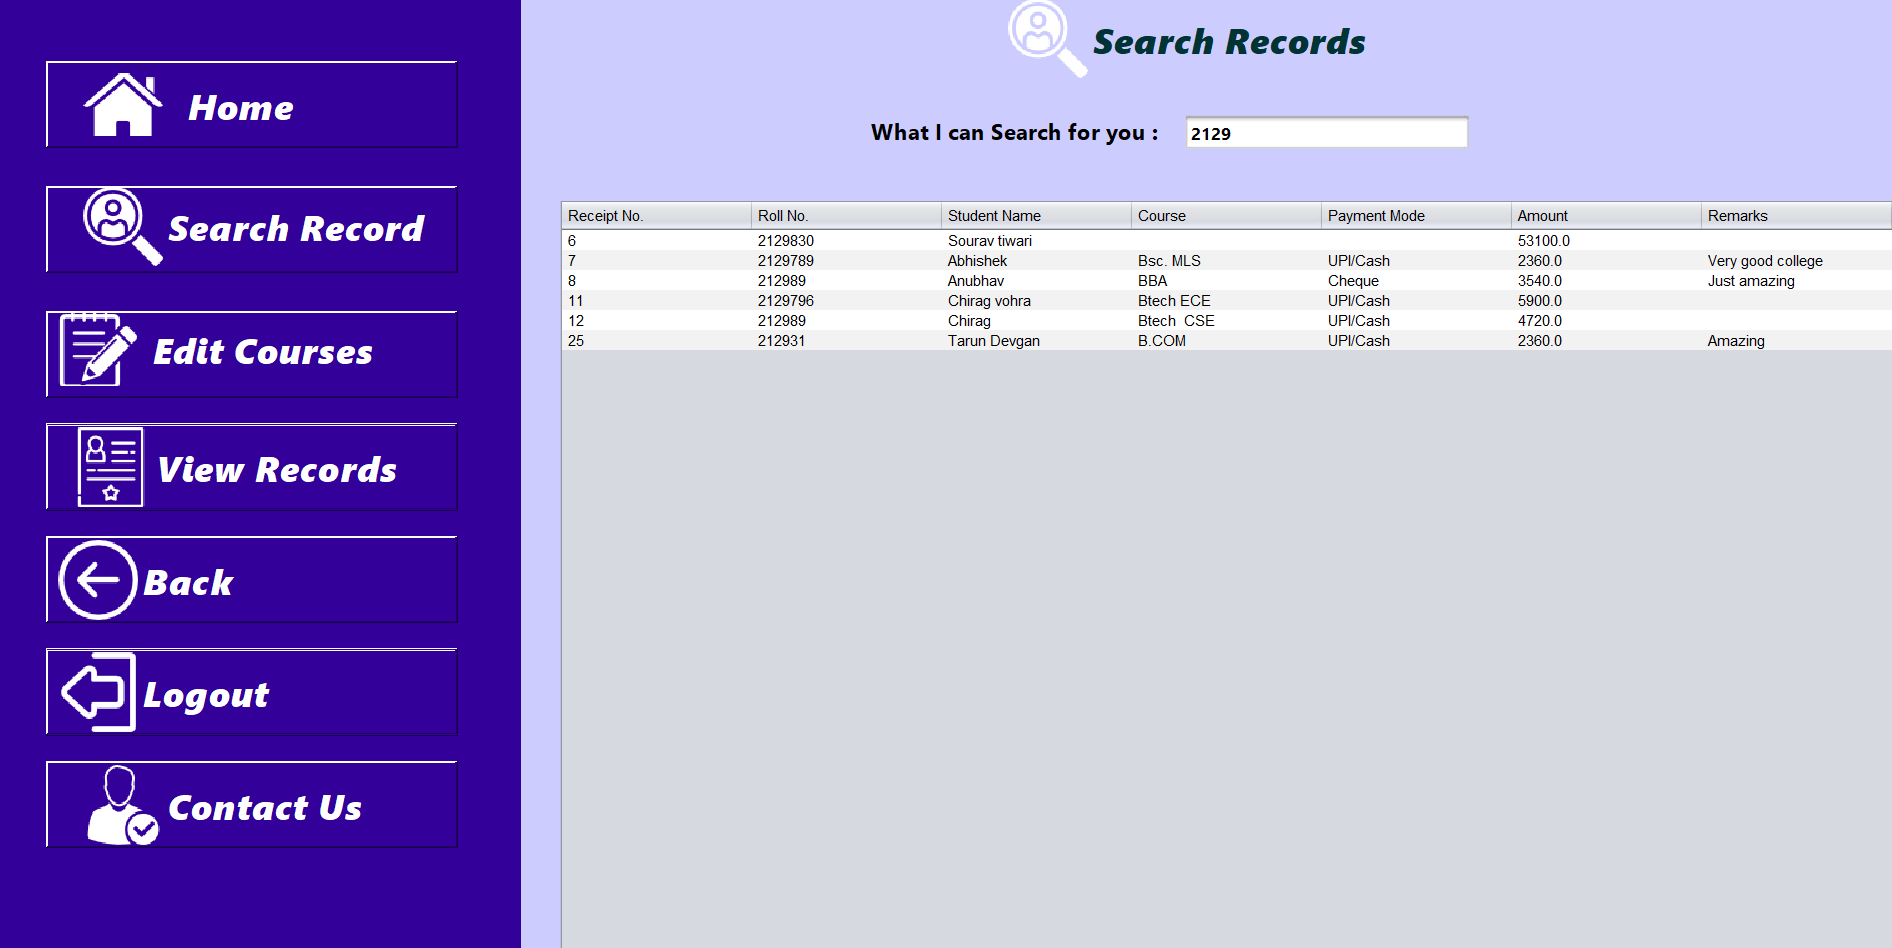 Home
Search Record
Edit Courses
View Records
Back
Logout
Contact Us
Search Records
What I can Search for you : 2129
Receipt No. Roll No. Student Name Course Payment Mode Amount Remarks
6 2129830 Sourav tiwari 53100.0
7 2129789 Abhishek Bsc. MLS UPI/Cash 2360.0 Very good college
8 212989 Anubhav BBA Cheque 3540.0 Just amazing
11 2129796 Chirag vohra Btech ECE UPI/Cash 5900.0
12 212989 Chirag Btech  CSE UPI/Cash 4720.0
25 212931 Tarun Devgan B.COM UPI/Cash 2360.0 Amazing